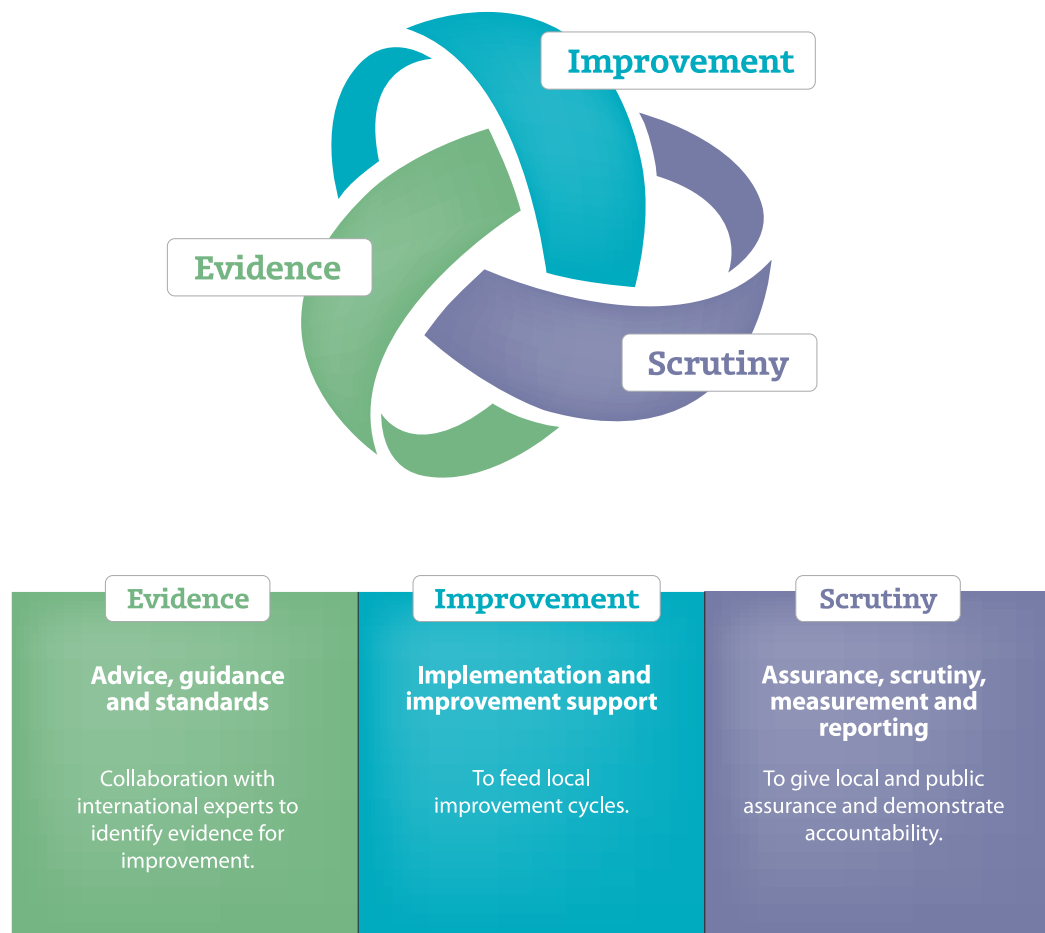 Improvement
Evidence
Scrutiny
Evidence
Advice, guidance
and standards
Collaboration with
international experts to
identify evidence for
improvement.
Improvement
Implementation and
improvement support
To feed local
improvement cycles.
Scrutiny
Assurance, scrutiny,
measurement and
reporting
To give local and public
assurance and demonstrate
accountability.